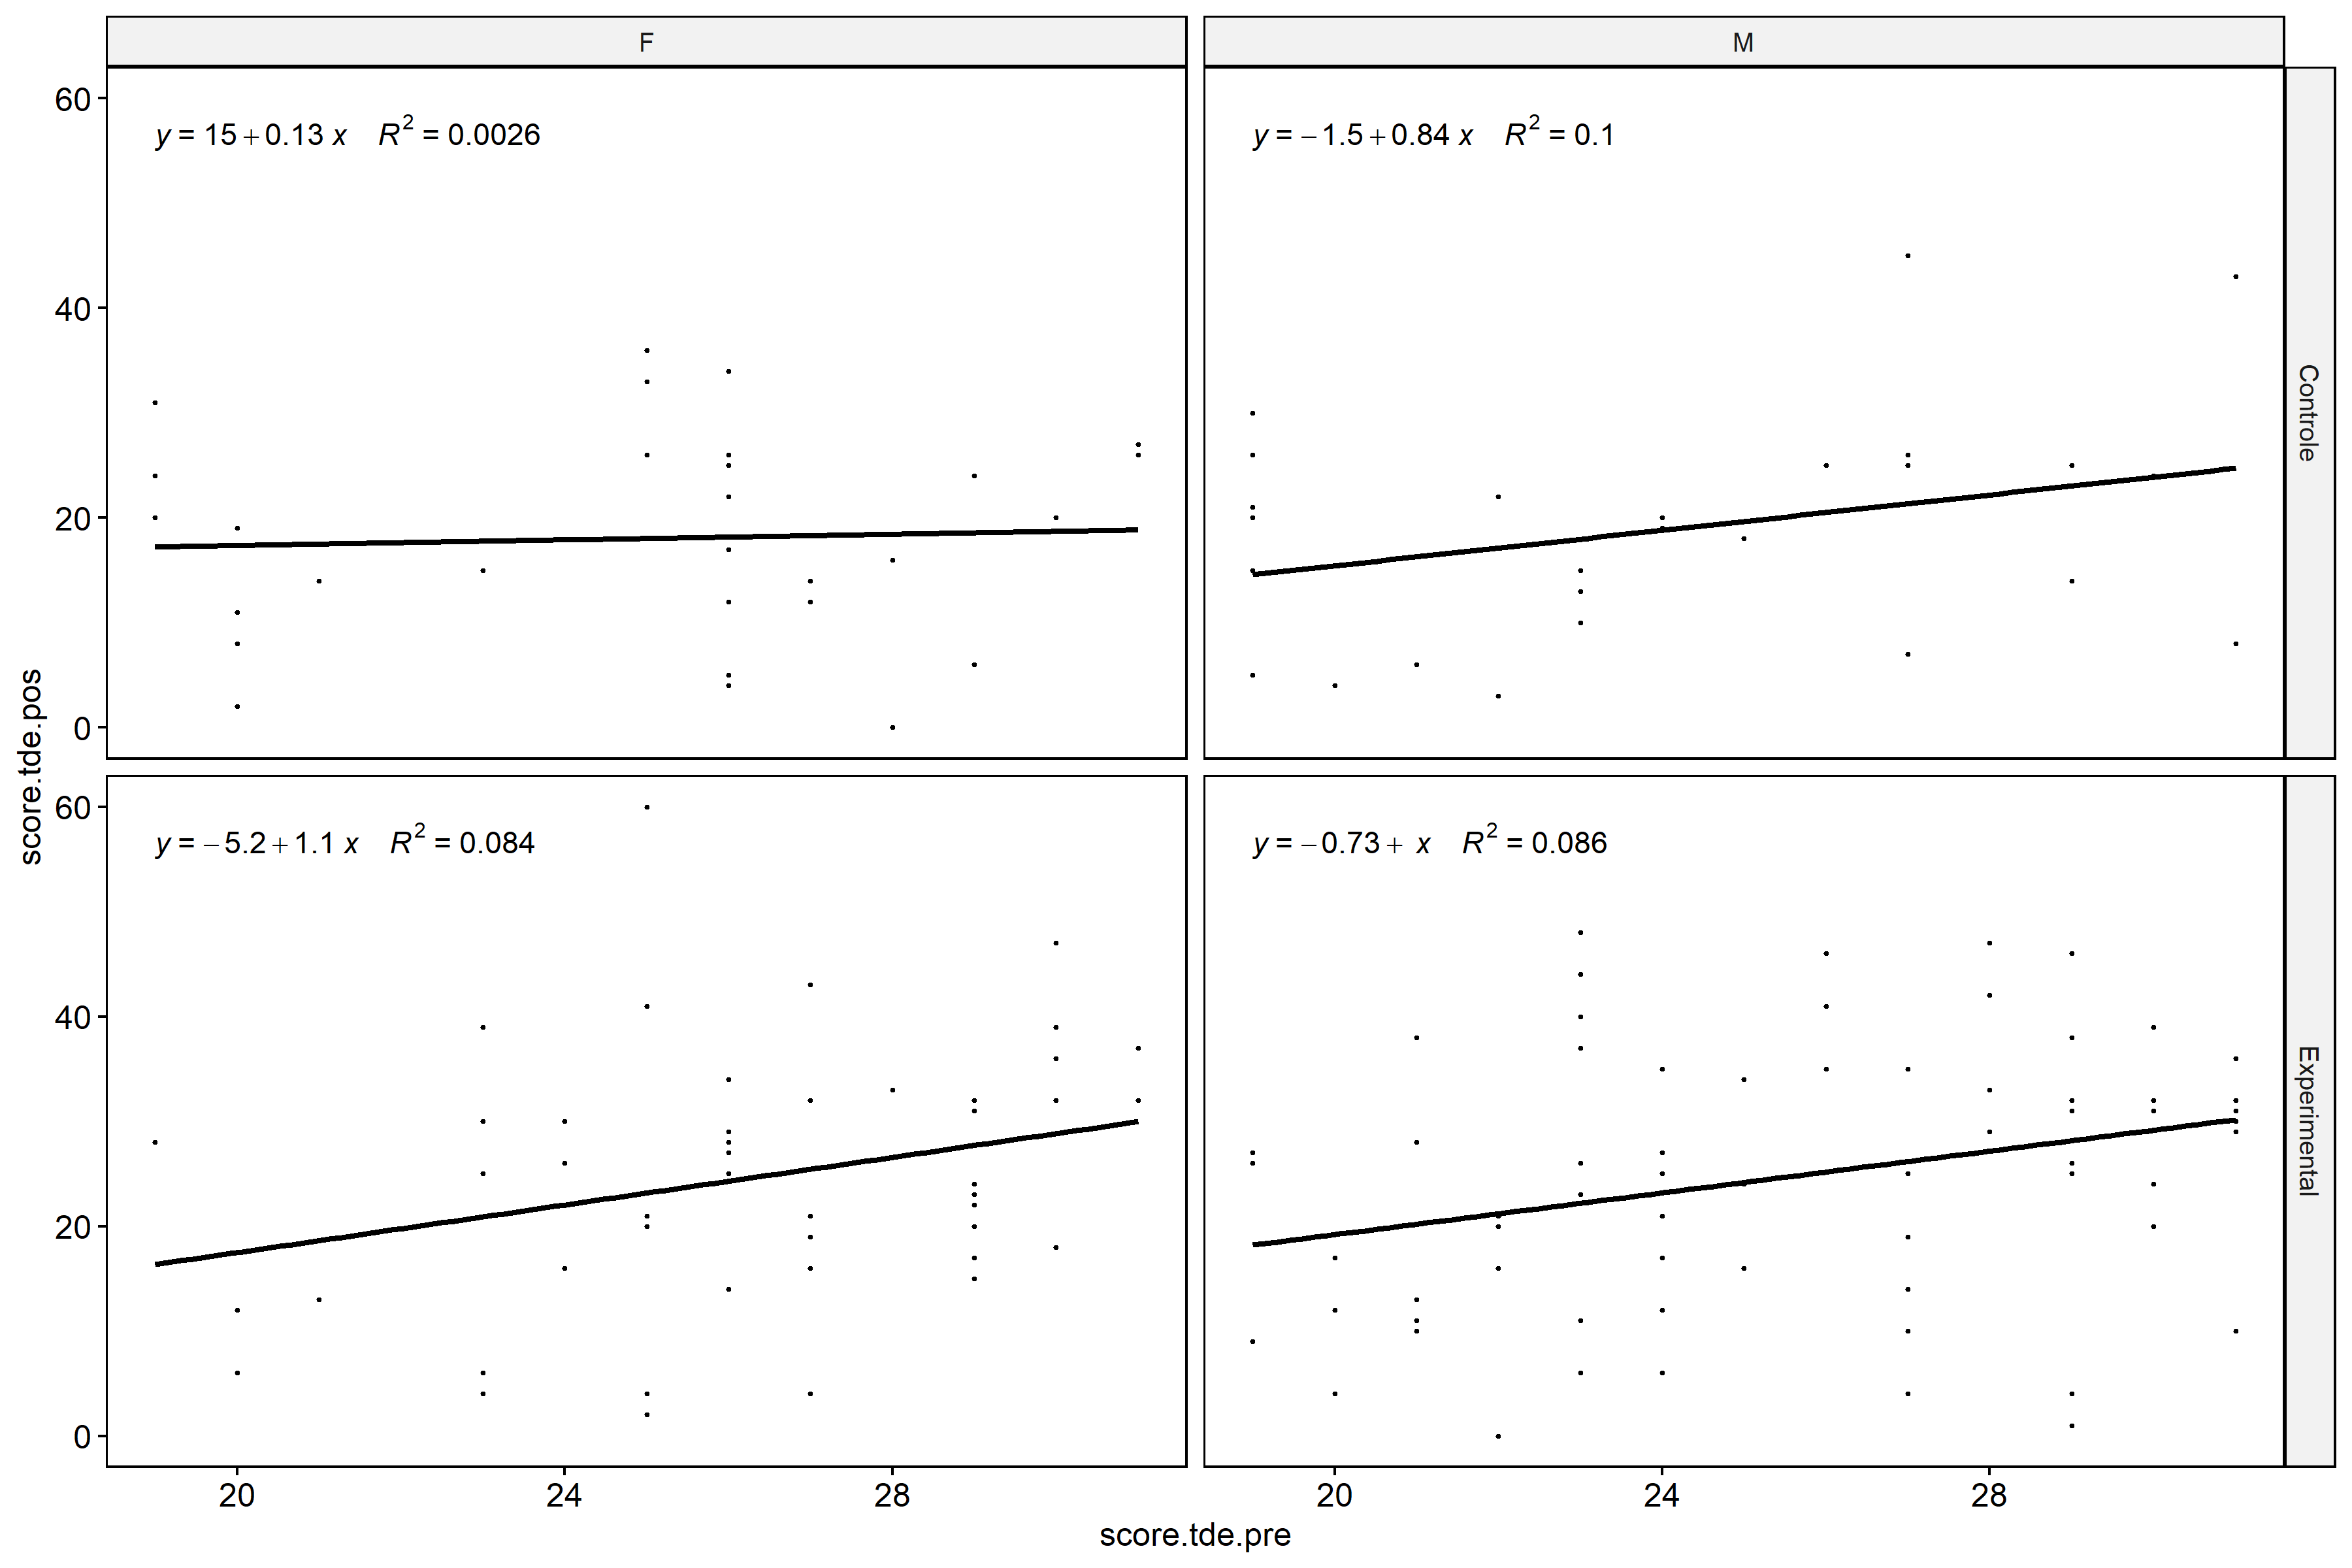 F
M
60
y = 15 + 0.13 x R² = 0.0026
y = −1.5 + 0.84 x R² = 0.1
40
Controle
20
0
score.tde.pos
60
y = −5.2 + 1.1 x R² = 0.084
y = −0.73 + x R² = 0.086
40
Experimental
20
0
20 24 28
20 24 28
score.tde.pre